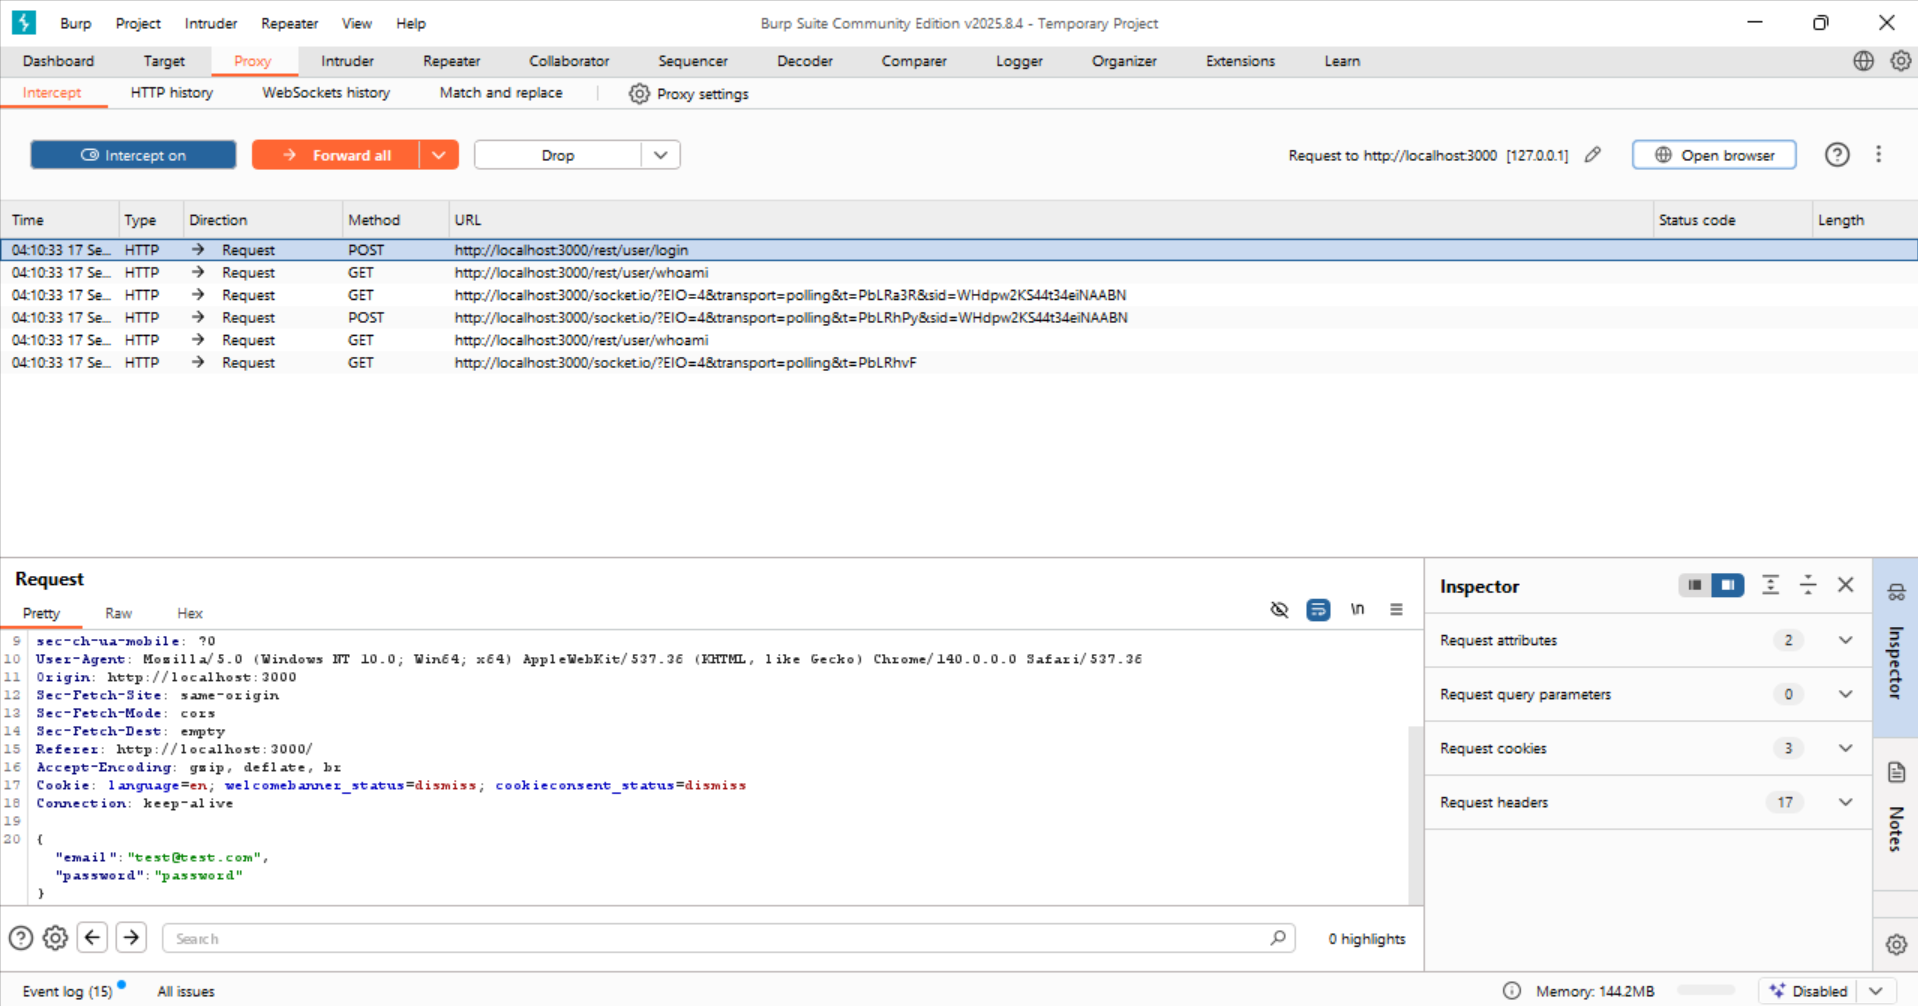 Burp Project Intruder Repeater View Help Burp Suite Community Edition v2025.8.4 - Temporary Project
Dashboard Target Proxy Intruder Repeater Collaborator Sequencer Decoder Comparer Logger Organizer Extensions Learn
Intercept HTTP history WebSockets history Match and replace Proxy settings
Intercept on Forward all Drop Request to http://localhost:3000 [127.0.0.1] Open browser
Time Type Direction Method URL Status code Length
04:10:33 17 Se... HTTP → Request POST http://localhost:3000/rest/user/login
04:10:33 17 Se... HTTP → Request GET http://localhost:3000/rest/user/whoami
04:10:33 17 Se... HTTP → Request GET http://localhost:3000/socket.io/?EIO=4&transport=polling&t=PbLRa3R&sid=WHdpw2KS44t34eiNAABN
04:10:33 17 Se... HTTP → Request POST http://localhost:3000/socket.io/?EIO=4&transport=polling&t=PbLRhPy&sid=WHdpw2KS44t34eiNAABN
04:10:33 17 Se... HTTP → Request GET http://localhost:3000/rest/user/whoami
04:10:33 17 Se... HTTP → Request GET http://localhost:3000/socket.io/?EIO=4&transport=polling&t=PbLRhvF
Request
Pretty Raw Hex \n
9 sec-ch-ua-mobile: ?0
10 User-Agent: Mozilla/5.0 (Windows NT 10.0; Win64; x64) AppleWebKit/537.36 (KHTML, like Gecko) Chrome/140.0.0.0 Safari/537.36
11 Origin: http://localhost:3000
12 Sec-Fetch-Site: same-origin
13 Sec-Fetch-Mode: cors
14 Sec-Fetch-Dest: empty
15 Referer: http://localhost:3000/
16 Accept-Encoding: gzip, deflate, br
17 Cookie: language=en; welcomebanner_status=dismiss; cookieconsent_status=dismiss
18 Connection: keep-alive
19
20 {
"email":"test@test.com",
"password":"password"
}
Search 0 highlights
Inspector
Request attributes 2
Request query parameters 0
Request cookies 3
Request headers 17
Inspector
Notes
Event log (15) All issues Memory: 144.2MB Disabled